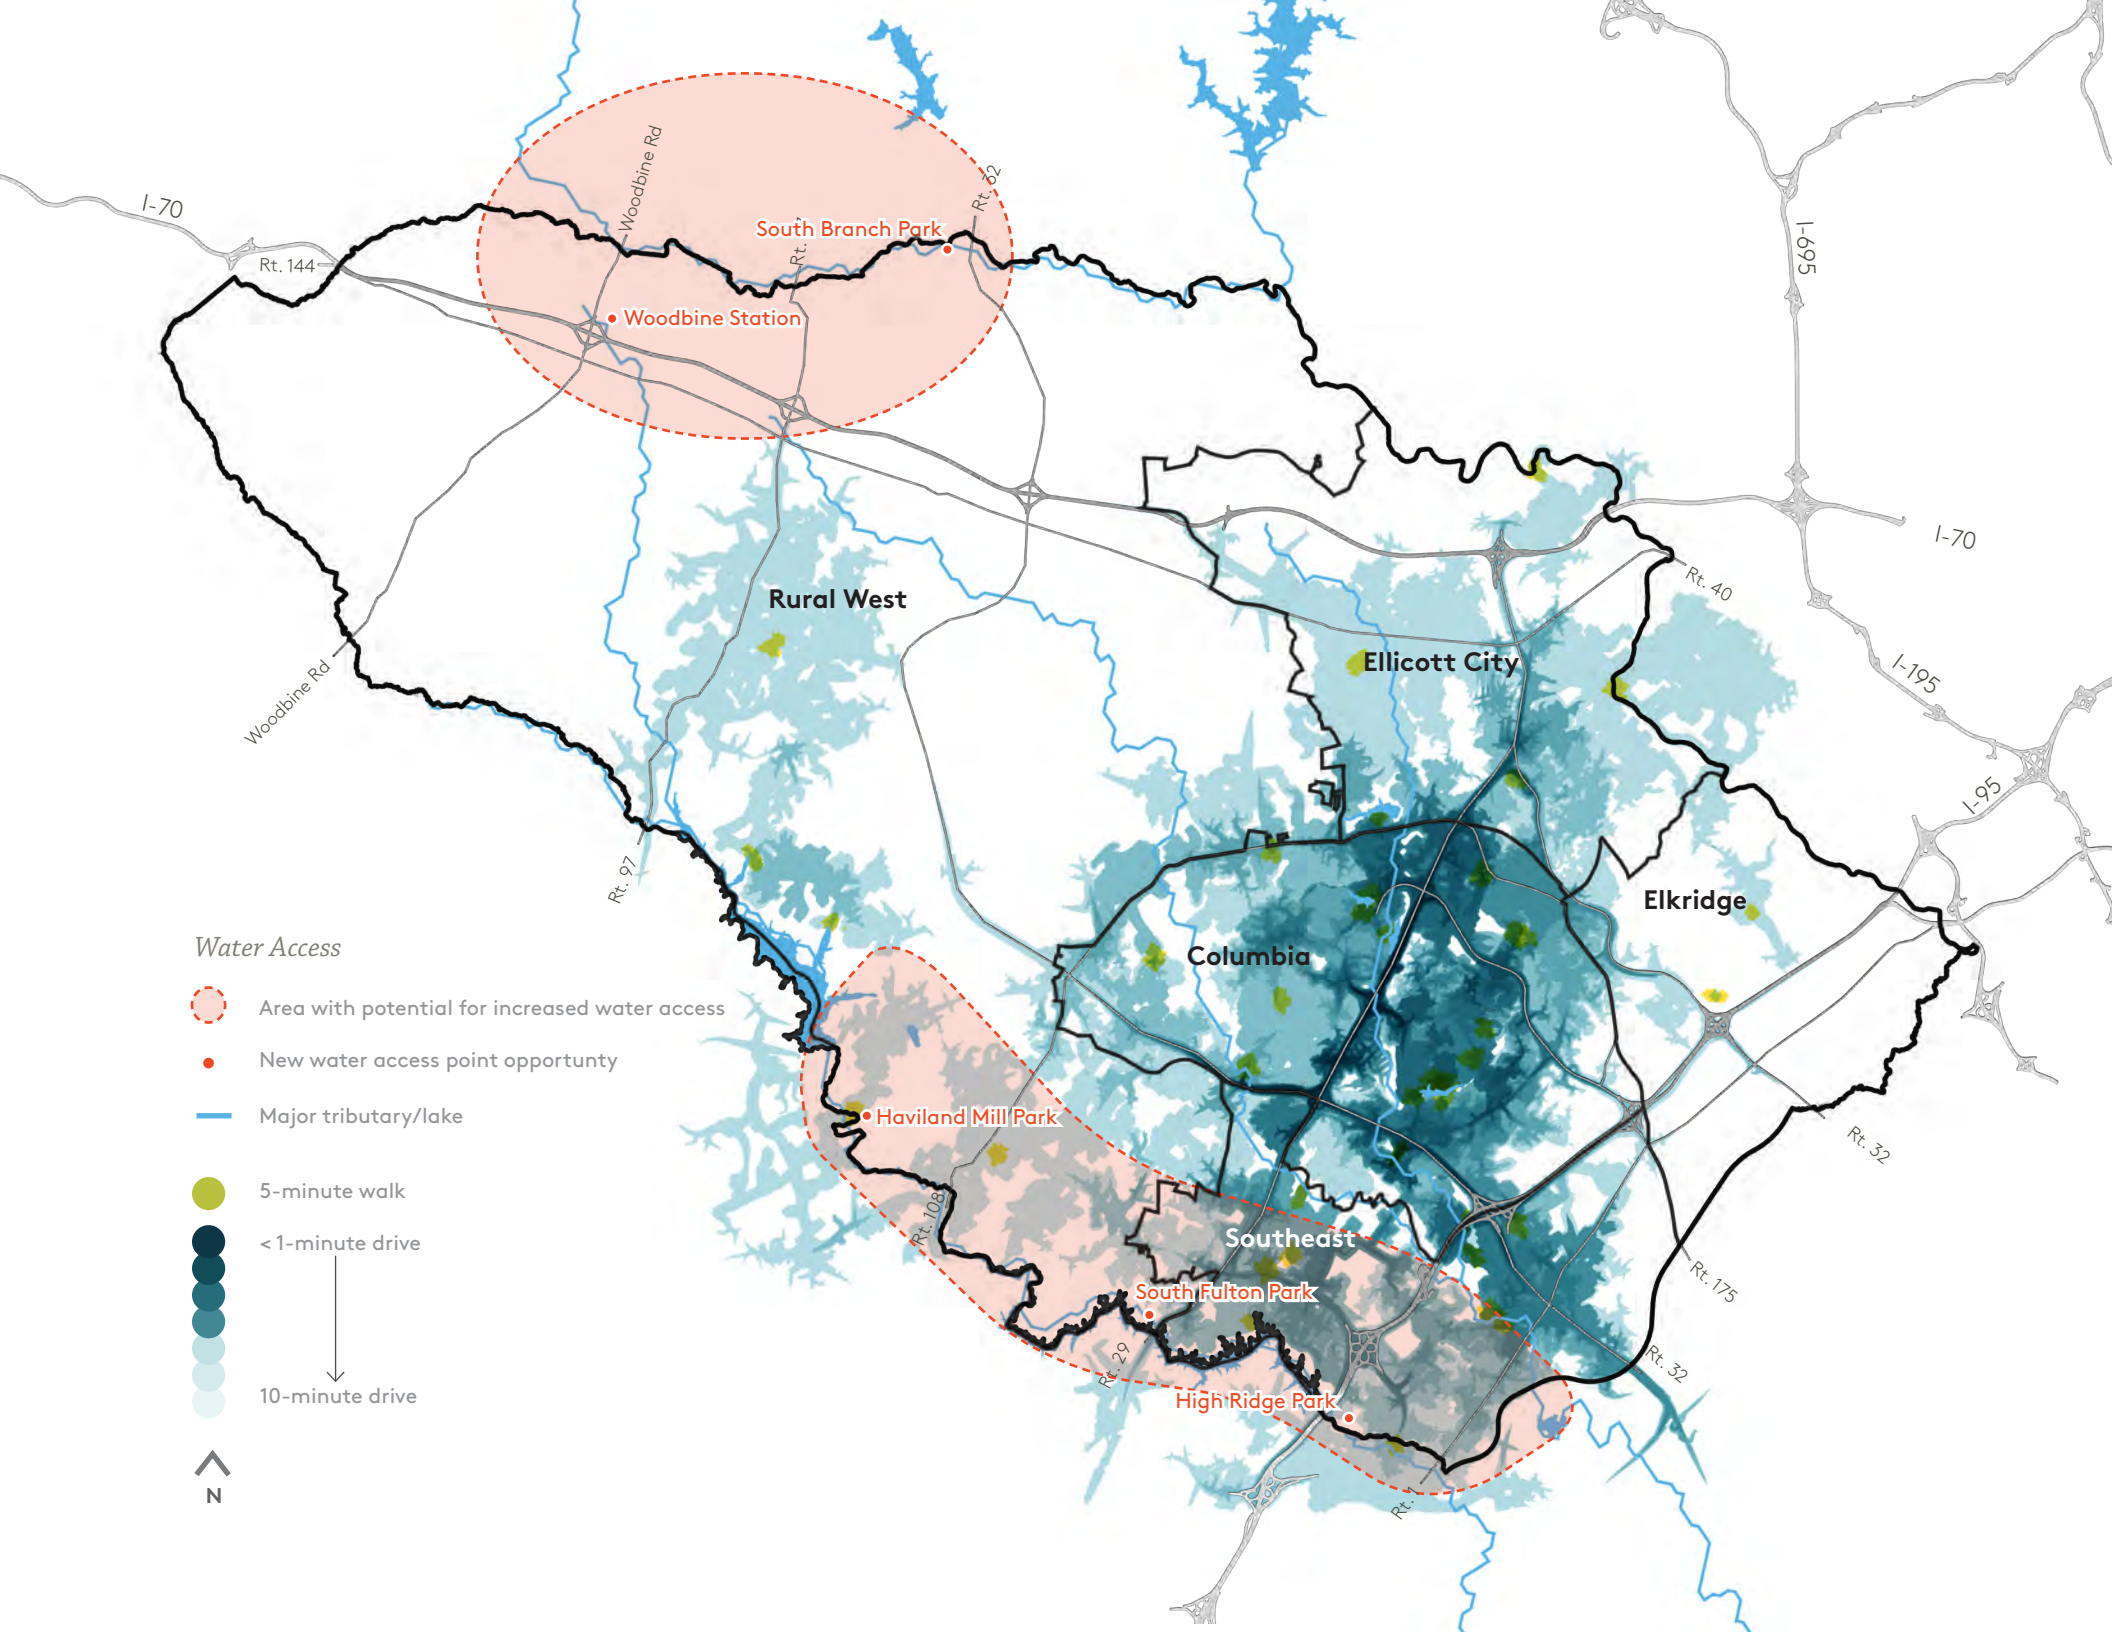 I-70
Rt. 144
Woodbine Rd
South Branch Park
Rt. 32
Rt.
Woodbine Station
I-695
I-70
Rt. 40
Rural West
Ellicott City
I-195
Woodbine Rd
I-95
Rt. 97
Elkridge
Columbia
Water Access
Area with potential for increased water access
New water access point opportunty
Major tributary/lake
5-minute walk
< 1-minute drive
10-minute drive
N
Haviland Mill Park
Rt. 32
Rt. 108
Southeast
Rt. 175
South Fulton Park
Rt. 29
Rt. 32
High Ridge Park
Rt. 1